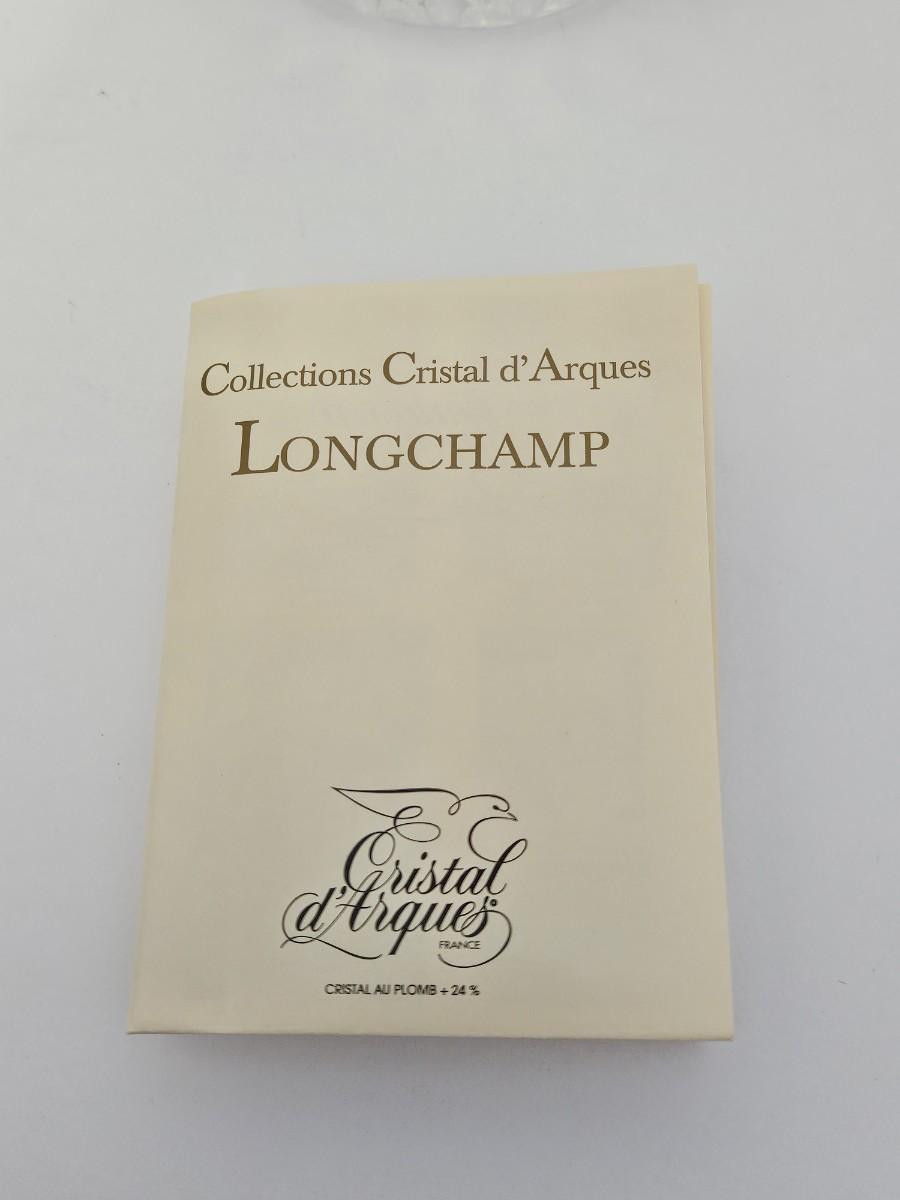 Collections Cristal d'Arques
LONGCHAMP
Cristal
d'Arques®
FRANCE
CRISTAL AU PLOMB + 24 %